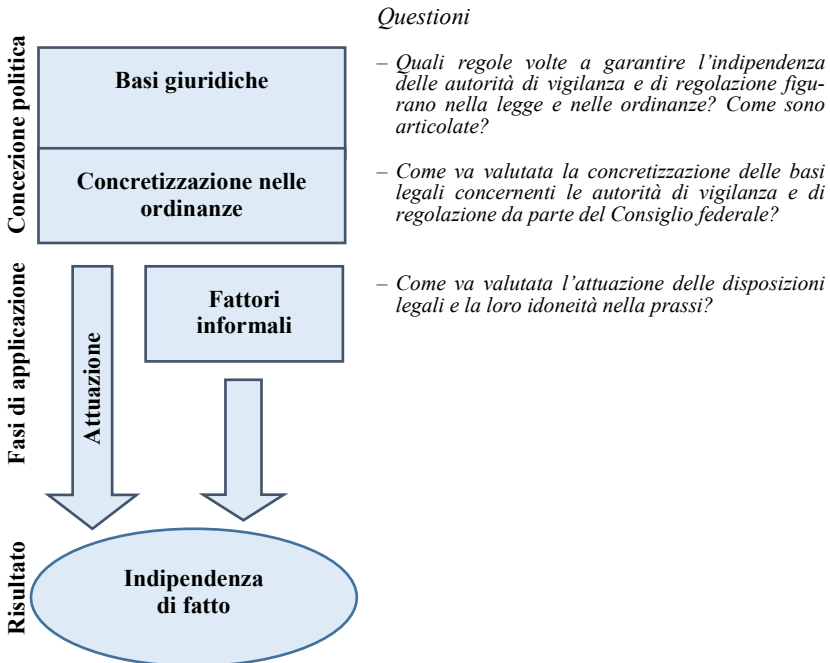 Questioni
Concezione politica
Basi giuridiche
– Quali regole volte a garantire l'indipendenza
delle autorità di vigilanza e di regolazione figu-
rano nella legge e nelle ordinanze? Come sono
articolate?
Concretizzazione nelle
ordinanze
– Come va valutata la concretizzazione delle basi
legali concernenti le autorità di vigilanza e di
regolazione da parte del Consiglio federale?
Fasi di applicazione
Attuazione
Fattori
informali
– Come va valutata l'attuazione delle disposizioni
legali e la loro idoneità nella prassi?
Risultato
Indipendenza
di fatto